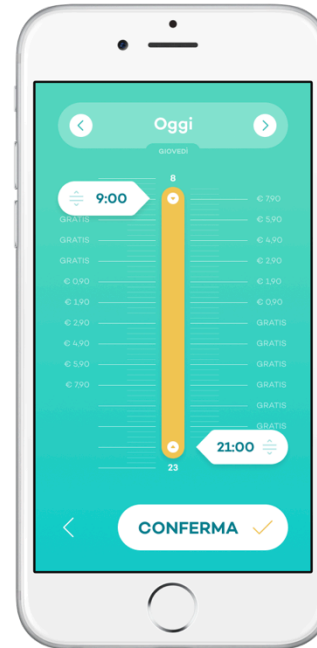 Oggi
GIOVEDÌ
8
9:00 € 7,90
GRATIS € 5,90
GRATIS € 4,90
GRATIS € 2,90
€ 0,90 € 1,90
€ 1,90 € 0,90
€ 2,90 GRATIS
€ 4,90 GRATIS
€ 5,90 GRATIS
€ 7,90 GRATIS
GRATIS
GRATIS
21:00
23
CONFERMA